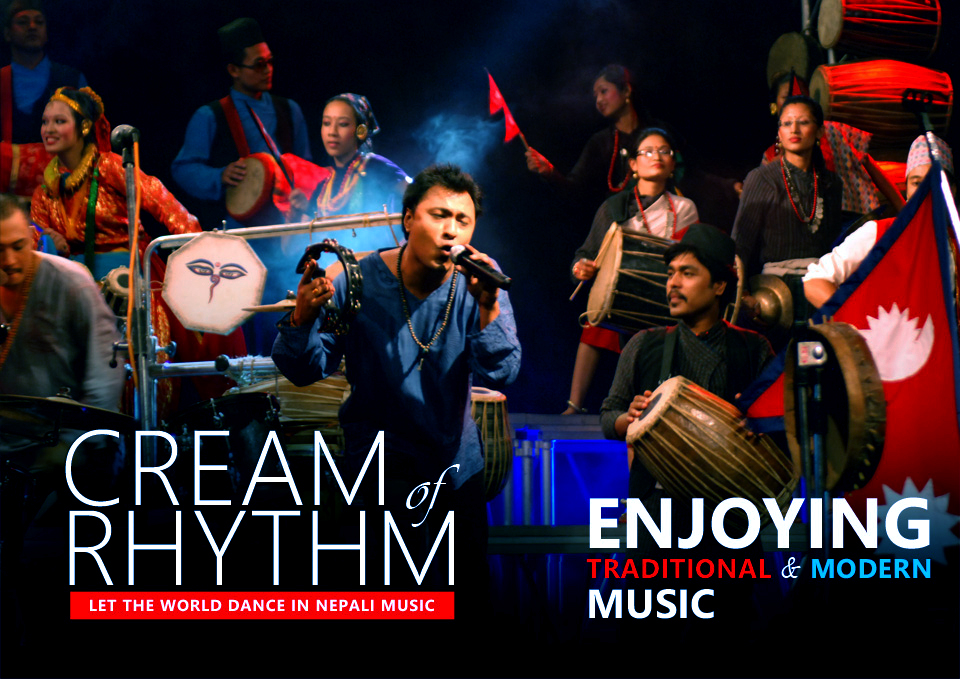 CREAM of
RHYTHM
LET THE WORLD DANCE IN NEPALI MUSIC
ENJOYING
TRADITIONAL & MODERN
MUSIC